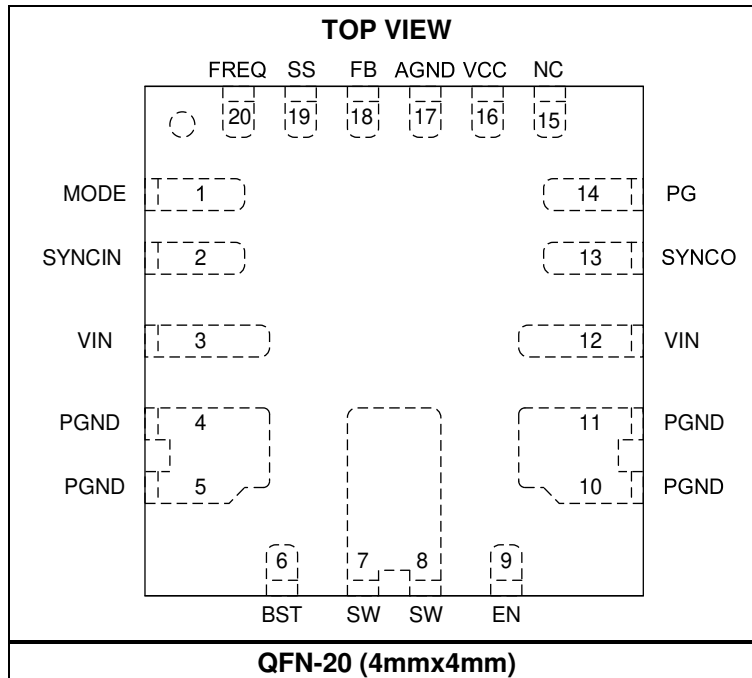 TOP VIEW
FREQ SS FB AGND VCC NC
20 19 18 17 16 15
MODE 1 14 PG
SYNCIN 2 13 SYNCO
VIN 3 12 VIN
PGND 4 11 PGND
PGND 5 10 PGND
6 7 8 9
BST SW SW EN
QFN-20 (4mmx4mm)